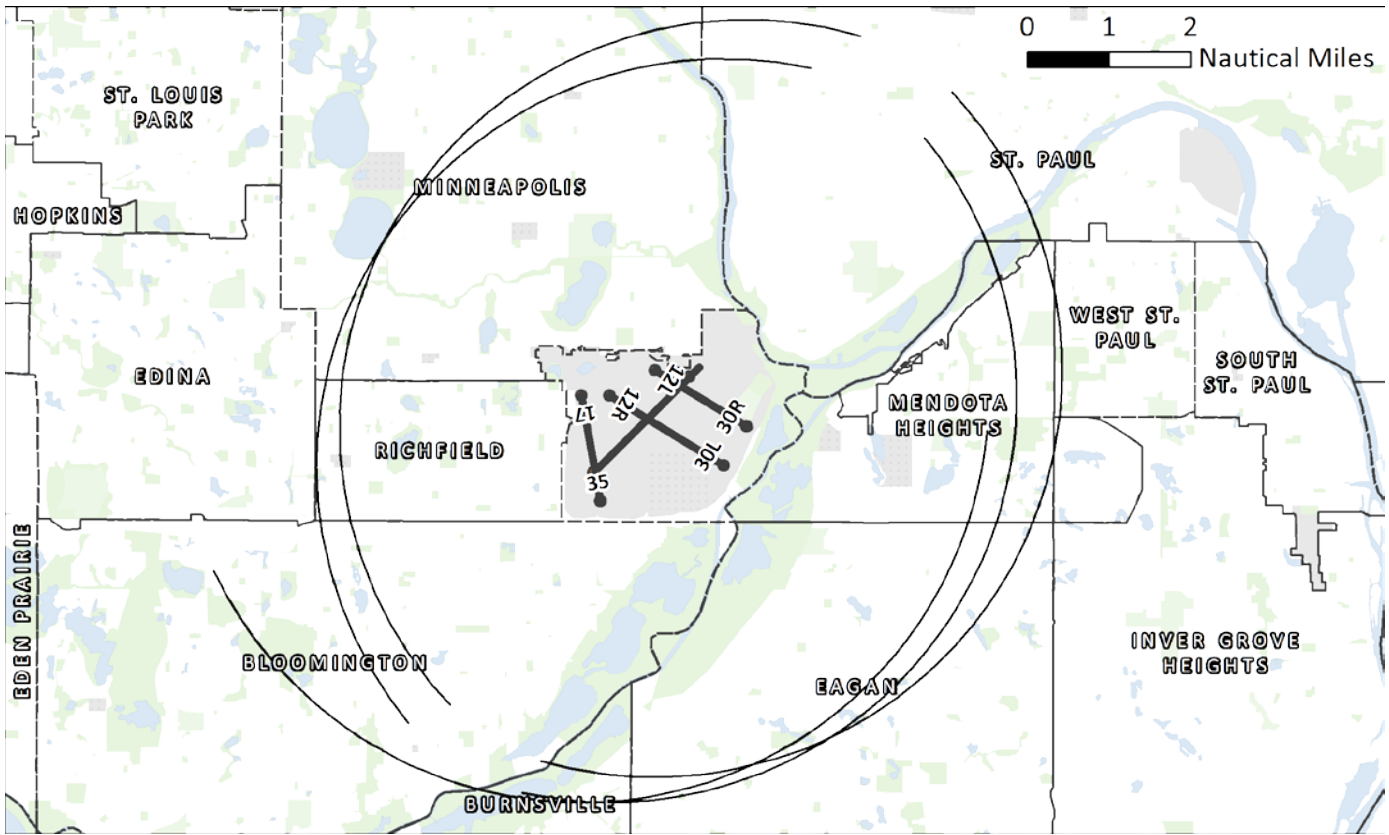 0 1 2
Nautical Miles
ST. LOUIS
PARK
ST. PAUL
MINNEAPOLIS
HOPKINS
WEST ST.
PAUL
SOUTH
ST. PAUL
EDINA
12L
12R
17
MENDOTA
HEIGHTS
30R
RICHFIELD
30L
35
EDEN PRAIRIE
INVER GROVE
HEIGHTS
BLOOMINGTON
EAGAN
BURNSVILLE